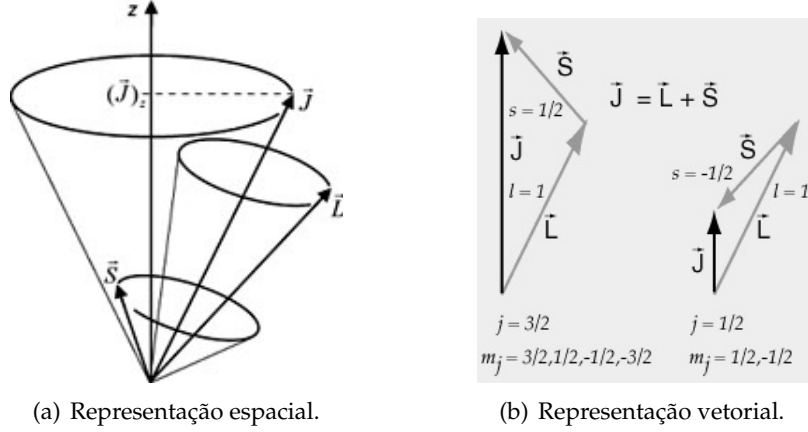 z
(J⃗)z
J⃗
L⃗
S⃗
(a) Representação espacial.
S⃗
s = 1/2
J⃗ = L⃗ + S⃗
J⃗
l = 1
L⃗
j = 3/2
mj = 3/2,1/2,-1/2,-3/2
S⃗
s = -1/2
l = 1
J⃗
L⃗
j = 1/2
mj = 1/2,-1/2
(b) Representação vetorial.